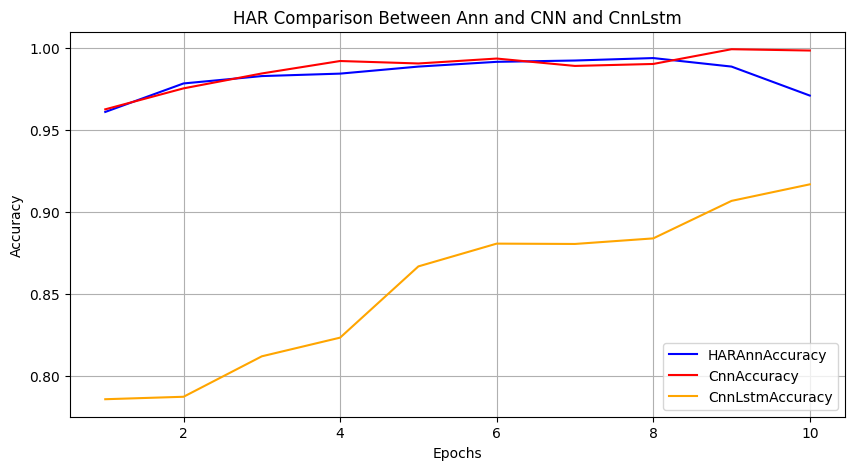 HAR Comparison Between Ann and CNN and CnnLstm
1.00
0.95
0.90
0.85
0.80
Accuracy
2
4
6
8
10
Epochs
HARAnnAccuracy
CnnAccuracy
CnnLstmAccuracy